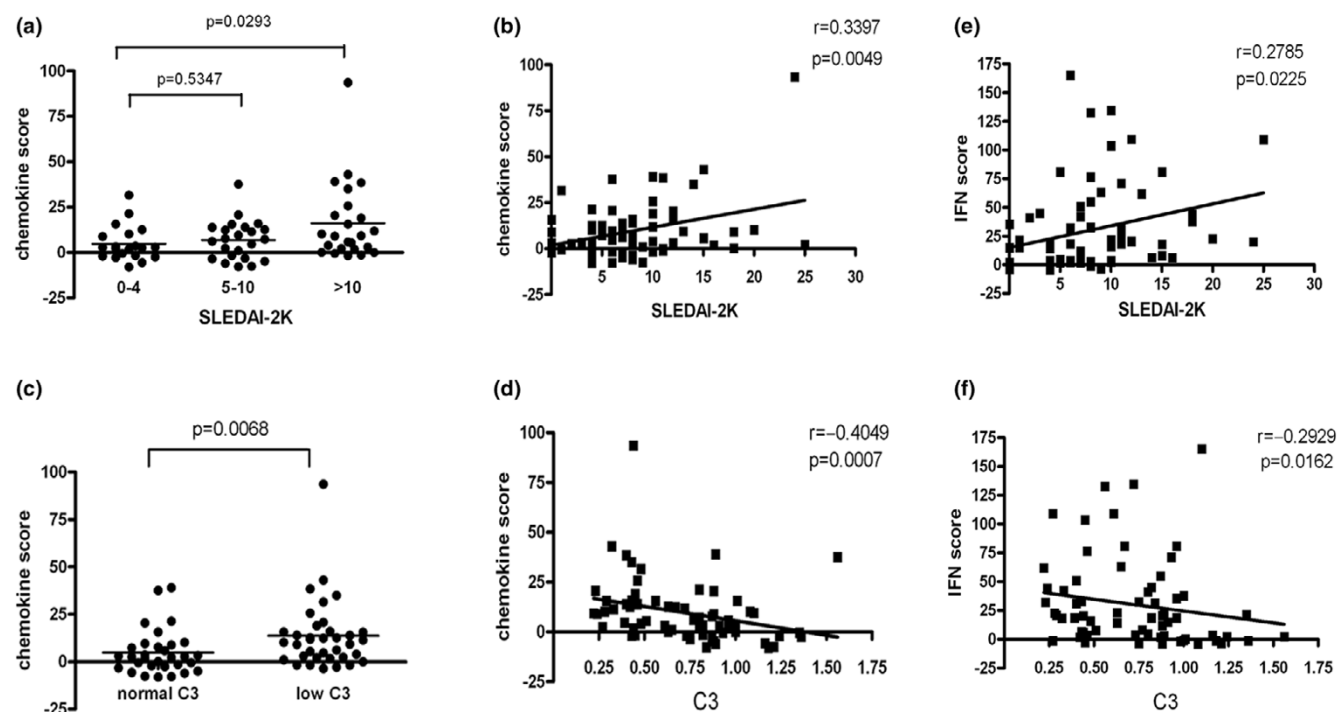 (a)
p=0.0293
p=0.5347
100
75
50
25
0
-25
chemokine score
0-4 5-10 >10
SLEDAI-2K
(b)
r=0.3397
p=0.0049
100
75
50
25
0
-25
chemokine score
5 10 15 20 25 30
SLEDAI-2K
(e)
r=0.2785
p=0.0225
175
150
125
100
75
50
25
0
-25
IFN score
5 10 15 20 25 30
SLEDAI-2K
(c)
p=0.0068
100
75
50
25
0
-25
chemokine score
normal C3 low C3
(d)
r=−0.4049
p=0.0007
100
75
50
25
0
-25
chemokine score
0.25 0.50 0.75 1.00 1.25 1.50 1.75
C3
(f)
r=−0.2929
p=0.0162
175
150
125
100
75
50
25
0
-25
IFN score
0.25 0.50 0.75 1.00 1.25 1.50 1.75
C3